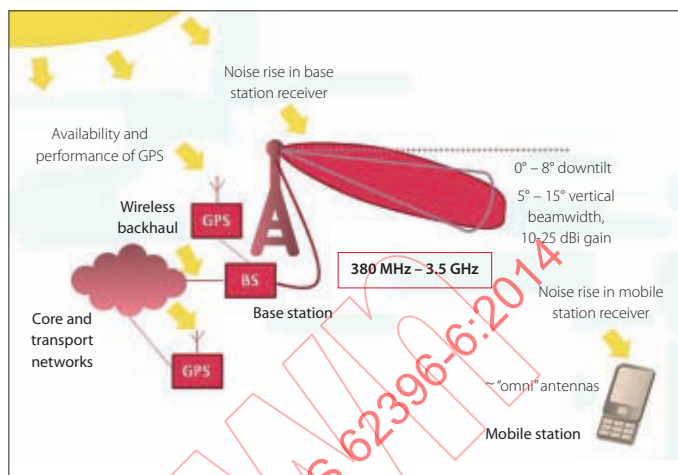 Noise rise in base
station receiver
Availability and
performance of GPS
0° – 8° downtilt
5° – 15° vertical
beamwidth,
10-25 dBi gain
Wireless
backhaul
GPS
380 MHz – 3.5 GHz
BS
Base station
Noise rise in mobile
station receiver
Core and
transport
networks
GPS
~ "omni" antennas
Mobile station
S 62396-6:2014